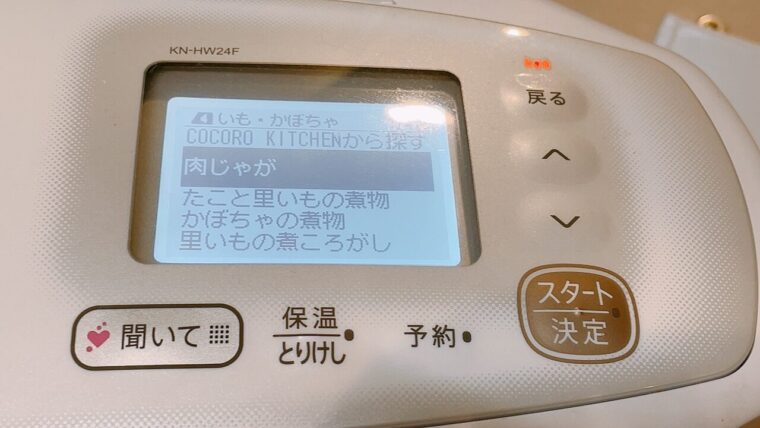 KN-HW24F
4 いも・かぼちゃ
COCORO KITCHENから探す
肉じゃが
たこと里いもの煮物
かぼちゃの煮物
里いもの煮ころがし
戻る
聞いて
保温
とりけし
予約
スタート
決定